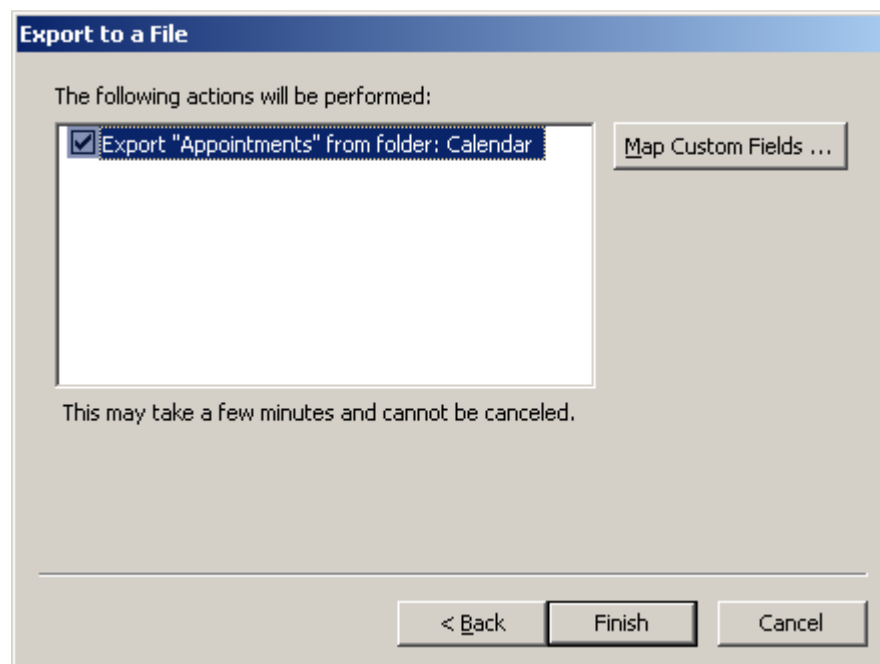 Export to a File
The following actions will be performed:
Export "Appointments" from folder: Calendar
Map Custom Fields ...
This may take a few minutes and cannot be canceled.
< Back
Finish
Cancel